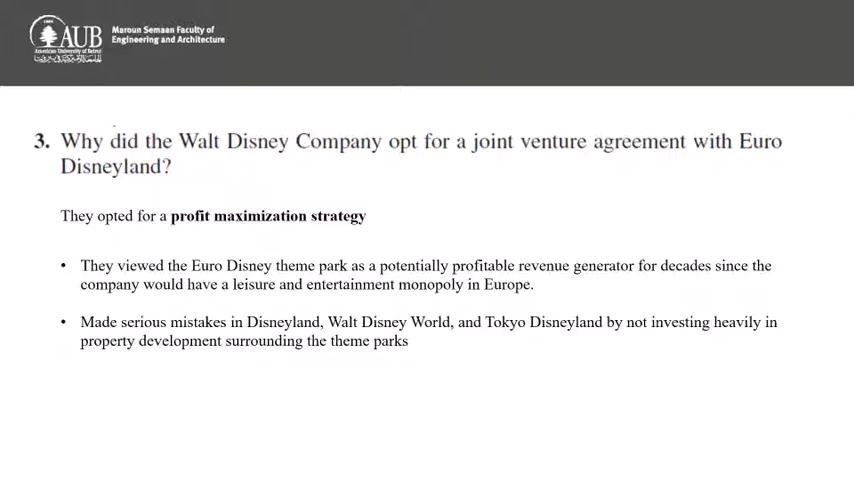 1866
AUB
American University of Beirut
Maroun Semaan Faculty of
Engineering and Architecture
3. Why did the Walt Disney Company opt for a joint venture agreement with Euro
Disneyland?
They opted for a profit maximization strategy
• They viewed the Euro Disney theme park as a potentially profitable revenue generator for decades since the
company would have a leisure and entertainment monopoly in Europe.
• Made serious mistakes in Disneyland, Walt Disney World, and Tokyo Disneyland by not investing heavily in
property development surrounding the theme parks